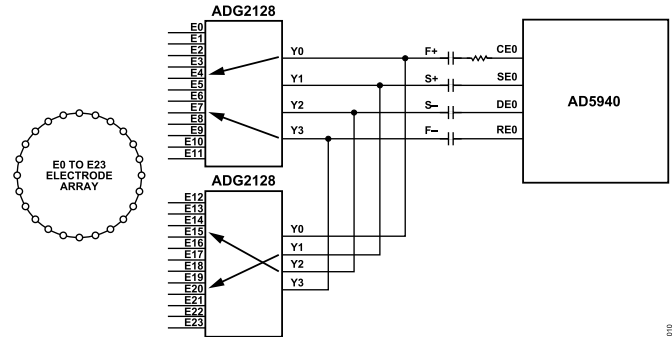 ADG2128
E0
E1
E2
E3
E4
E5
E6
E7
E8
E9
E10
E11
Y0
Y1
Y2
Y3
F+
S+
S–
F–
CE0
SE0
DE0
RE0
AD5940
E0 TO E23
ELECTRODE
ARRAY
ADG2128
E12
E13
E14
E15
E16
E17
E18
E19
E20
E21
E22
E23
Y0
Y1
Y2
Y3
010